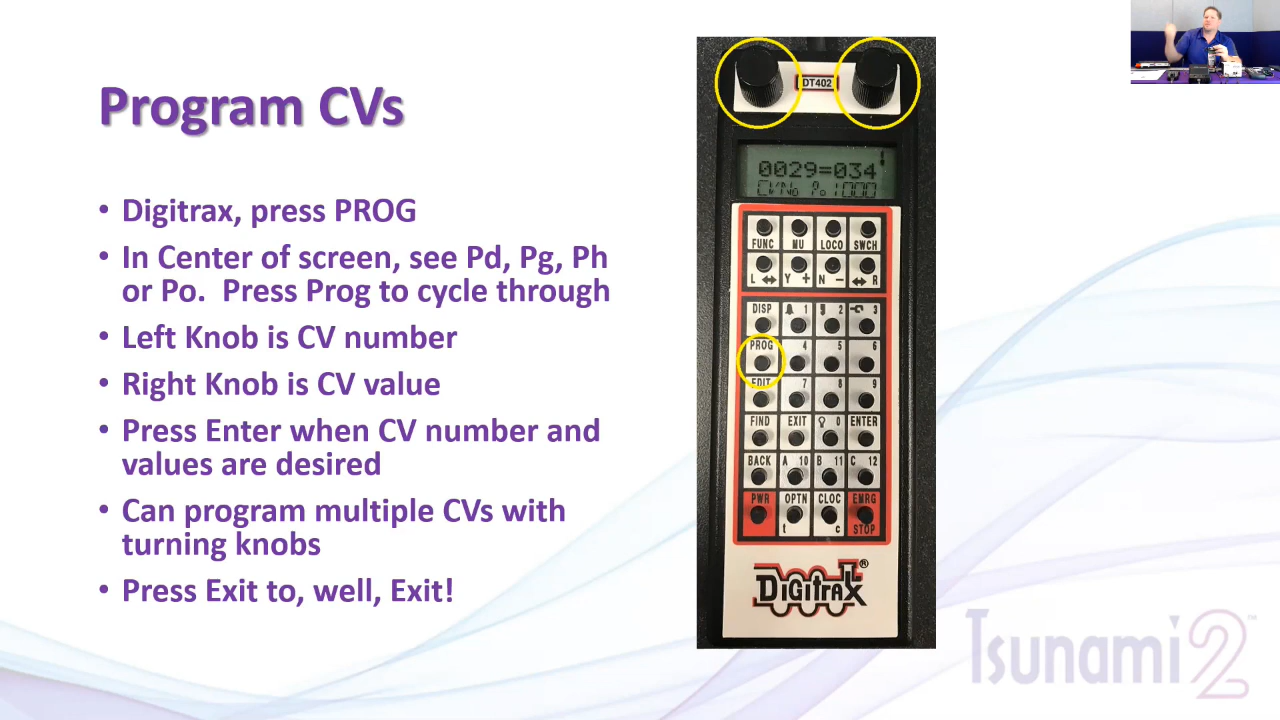 Program CVs
• Digitrax, press PROG
• In Center of screen, see Pd, Pg, Ph
or Po. Press Prog to cycle through
• Left Knob is CV number
• Right Knob is CV value
• Press Enter when CV number and
values are desired
• Can program multiple CVs with
turning knobs
• Press Exit to, well, Exit!
DT402
0029=034
FUNC MU LOCO SWCH
L ↔ Y + N − ↔ R
DISP 1 2 3
PROG 4 5 6
EDIT 7 8 9
FIND EXIT 0 ENTER
BACK A 10 B 11 C 12
PWR OPTN CLOC EMRG
t c STOP
DIGITRAX®
Tsunami2™